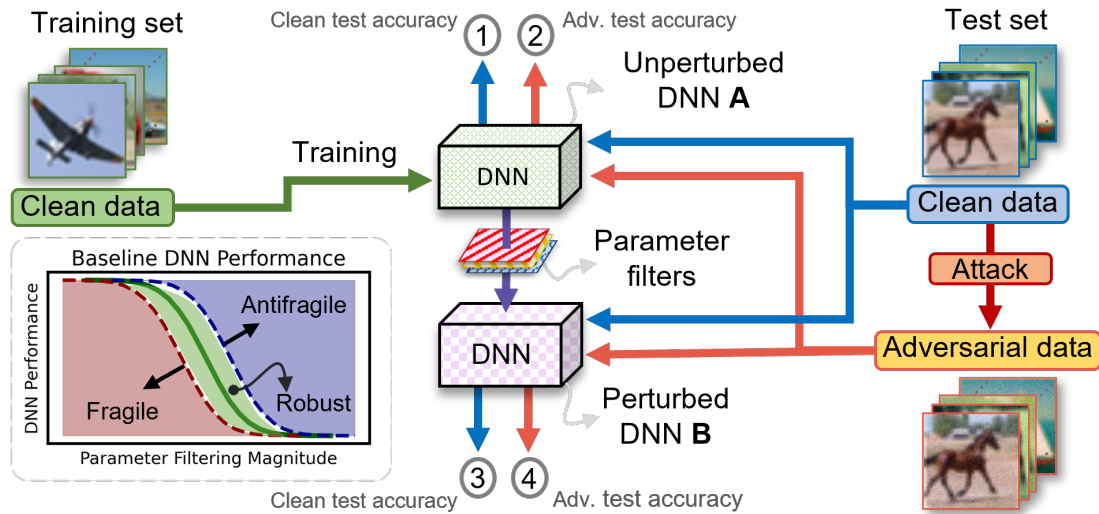 Training set
Clean test accuracy
1
2
Adv. test accuracy
Test set
Unperturbed
DNN A
Training
DNN
Clean data
Clean data
Parameter
filters
Attack
Baseline DNN Performance
DNN Performance
Antifragile
Fragile
Robust
Parameter Filtering Magnitude
DNN
Adversarial data
Perturbed
DNN B
Clean test accuracy
3
4
Adv. test accuracy